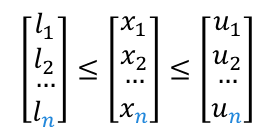 [l₁] ≤ [x₁] ≤ [u₁]
[l₂] [x₂] [u₂]
[...] [...] [...]
[lₙ] [xₙ] [uₙ]